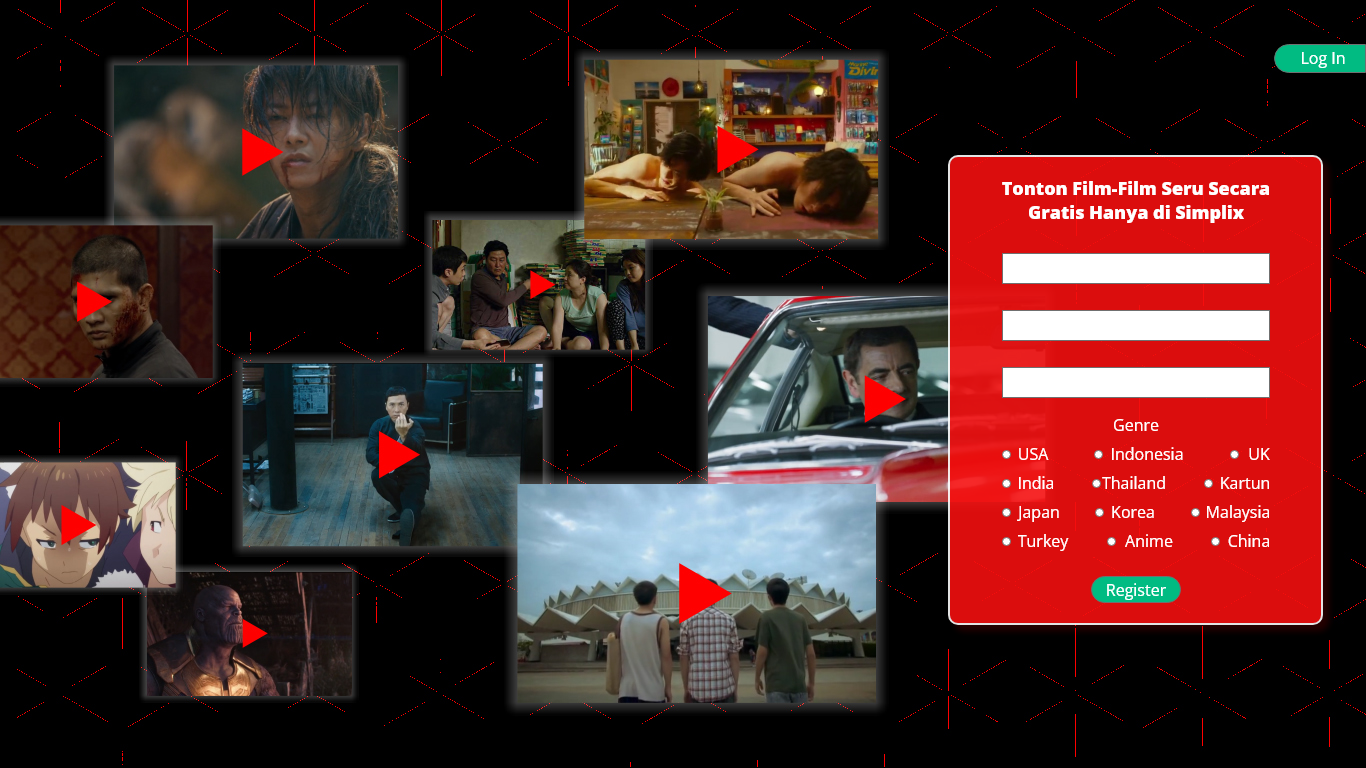 Log In
Tonton Film-Film Seru Secara
Gratis Hanya di Simplix
Genre
USA Indonesia UK
India Thailand Kartun
Japan Korea Malaysia
Turkey Anime China
Register